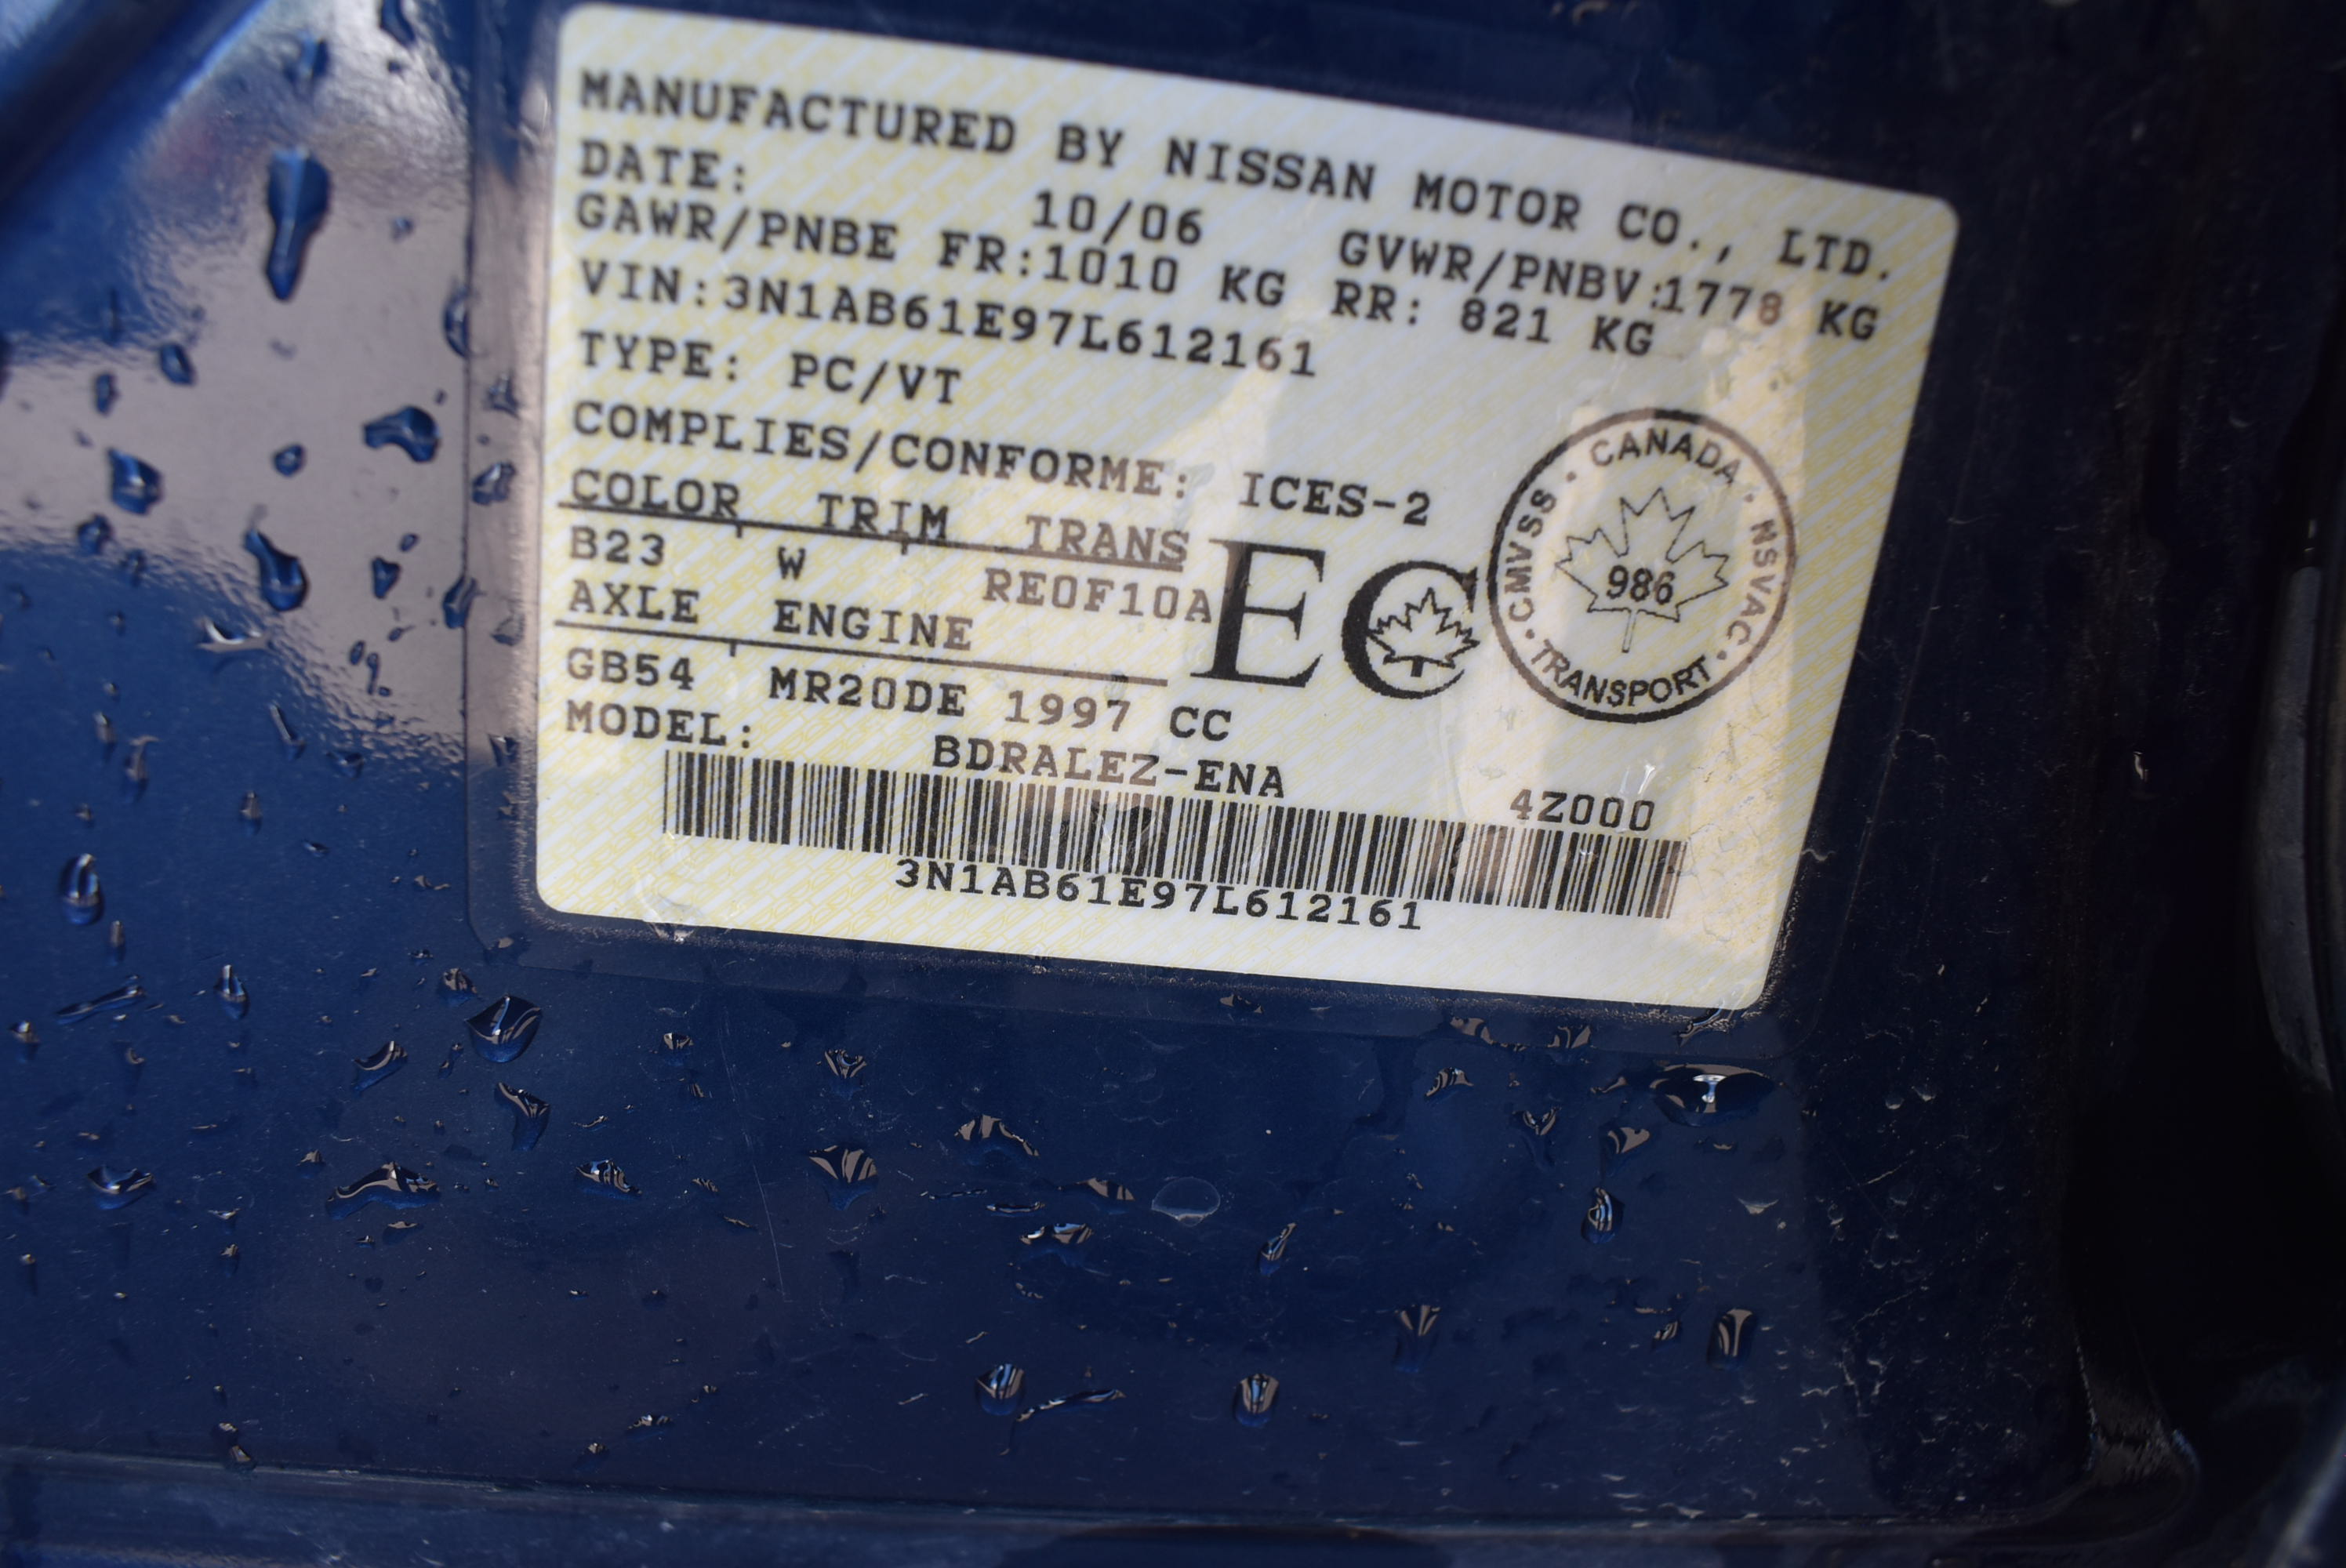 MANUFACTURED BY NISSAN MOTOR CO., LTD.
DATE: 10/06 GVWR/PNBV:1778 KG
GAWR/PNBE FR:1010 KG RR: 821 KG
VIN:3N1AB61E97L612161
TYPE: PC/VT
COMPLIES/CONFORME: ICES-2
COLOR TRIM TRANS
B23 W RE0F10A
AXLE ENGINE
GB54 MR20DE 1997 CC
EC
CANADA · NSVAC · TRANSPORT · CMVSS ·
986
MODEL: BDRALEZ-ENA 4Z000
3N1AB61E97L612161